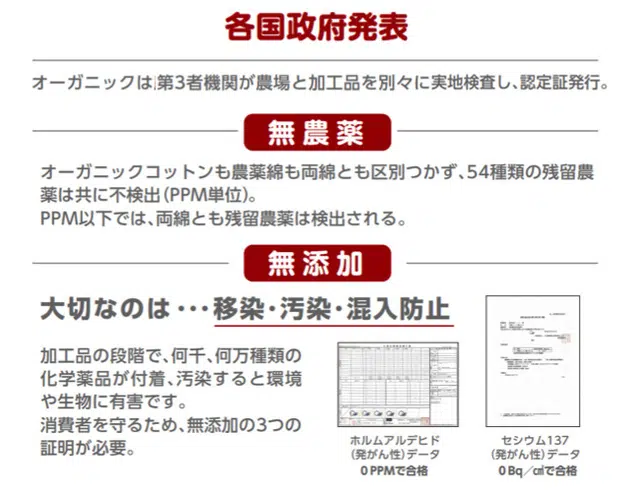 各国政府発表
オーガニックは第3者機関が農場と加工品を別々に実地検査し、認定証発行。
無農薬
オーガニックコットンも農薬綿も両綿とも区別つかず、54種類の残留農
薬は共に不検出（PPM単位）。
PPM以下では、両綿とも残留農薬は検出される。
無添加
大切なのは・・・移染・汚染・混入防止
加工品の段階で、何千、何万種類の
化学薬品が付着、汚染すると環境
や生物に有害です。
消費者を守るため、無添加の3つの
証明が必要。
ホルムアルデヒド
（発がん性）データ
0 PPMで合格
セシウム137
（発がん性）データ
0 Bq／㎠で合格